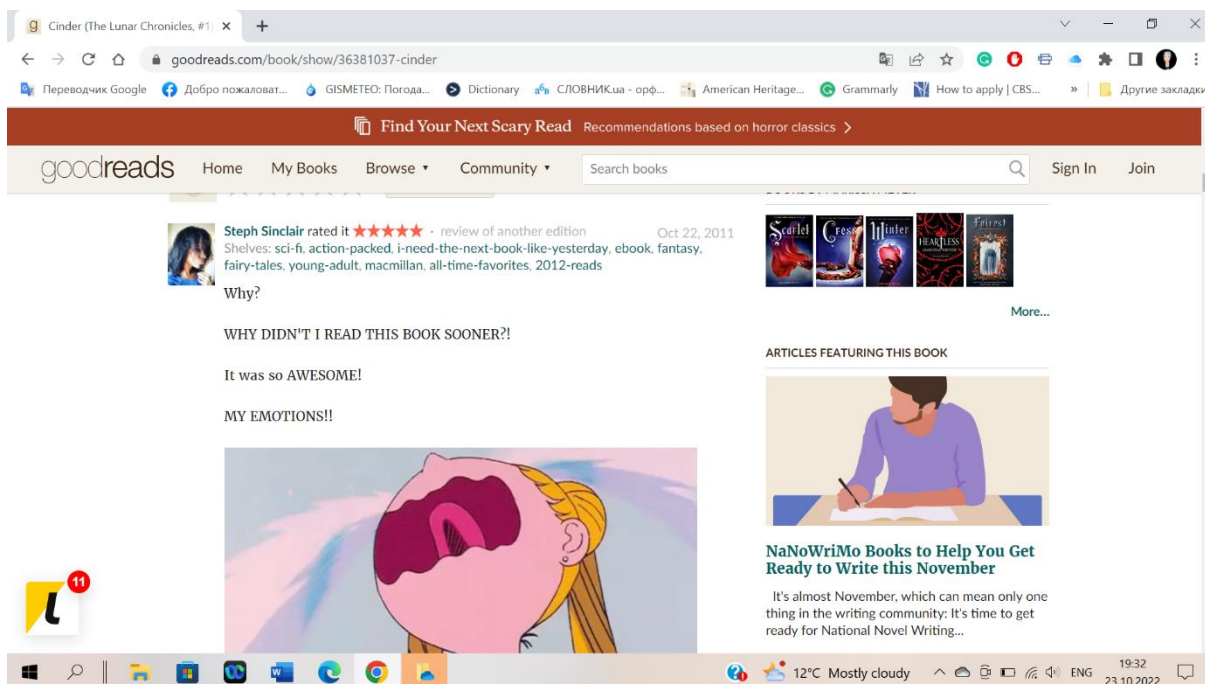 g Cinder (The Lunar Chronicles, #1)
goodreads.com/book/show/36381037-cinder
Переводчик Google Добро пожаловат... GISMETEO: Погода... Dictionary СЛОВНИК.ua - орф... American Heritage... Grammarly How to apply | CBS... » Другие закладки
Find Your Next Scary Read Recommendations based on horror classics
goodreads Home My Books Browse Community Search books Sign In Join
Steph Sinclair rated it ★★★★★ · review of another edition Oct 22, 2011
Shelves: sci-fi, action-packed, i-need-the-next-book-like-yesterday, ebook, fantasy,
fairy-tales, young-adult, macmillan, all-time-favorites, 2012-reads
Why?
WHY DIDN'T I READ THIS BOOK SOONER?!
It was so AWESOME!
MY EMOTIONS!!
Scarlet Cress Winter HEARTLESS Fairest
More...
ARTICLES FEATURING THIS BOOK
NaNoWriMo Books to Help You Get
Ready to Write this November
It's almost November, which can mean only one
thing in the writing community: It's time to get
ready for National Novel Writing...
11
12°C Mostly cloudy ENG 19:32
23.10.2022